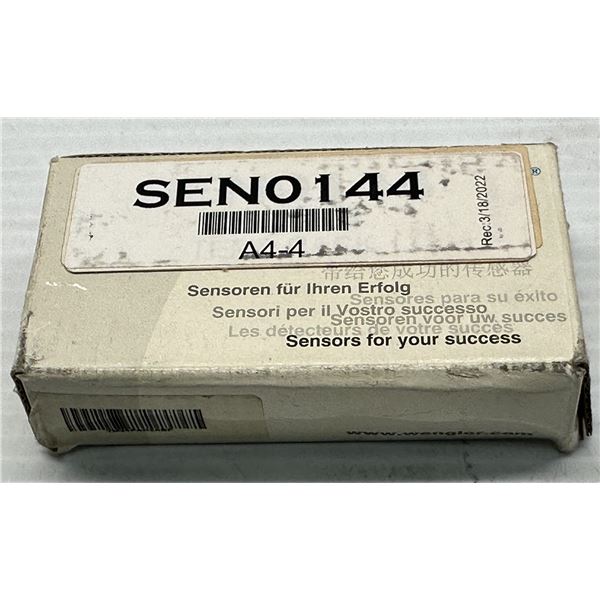 SEN0144
A4-4
Rec:3/18/2022
®
带给您成功的传感器
Sensoren für Ihren Erfolg
Sensores para su éxito
Sensori per il Vostro successo
Sensoren voor uw succes
Les détecteurs de votre succès
Sensors for your success
www.wenglor.com